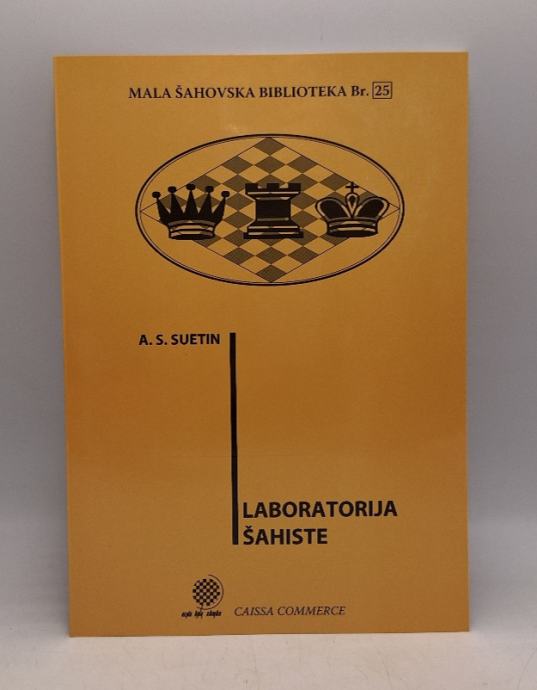 MALA ŠAHOVSKA BIBLIOTEKA Br. 25
A. S. SUETIN
LABORATORIJA
ŠAHISTE
CAISSA COMMERCE